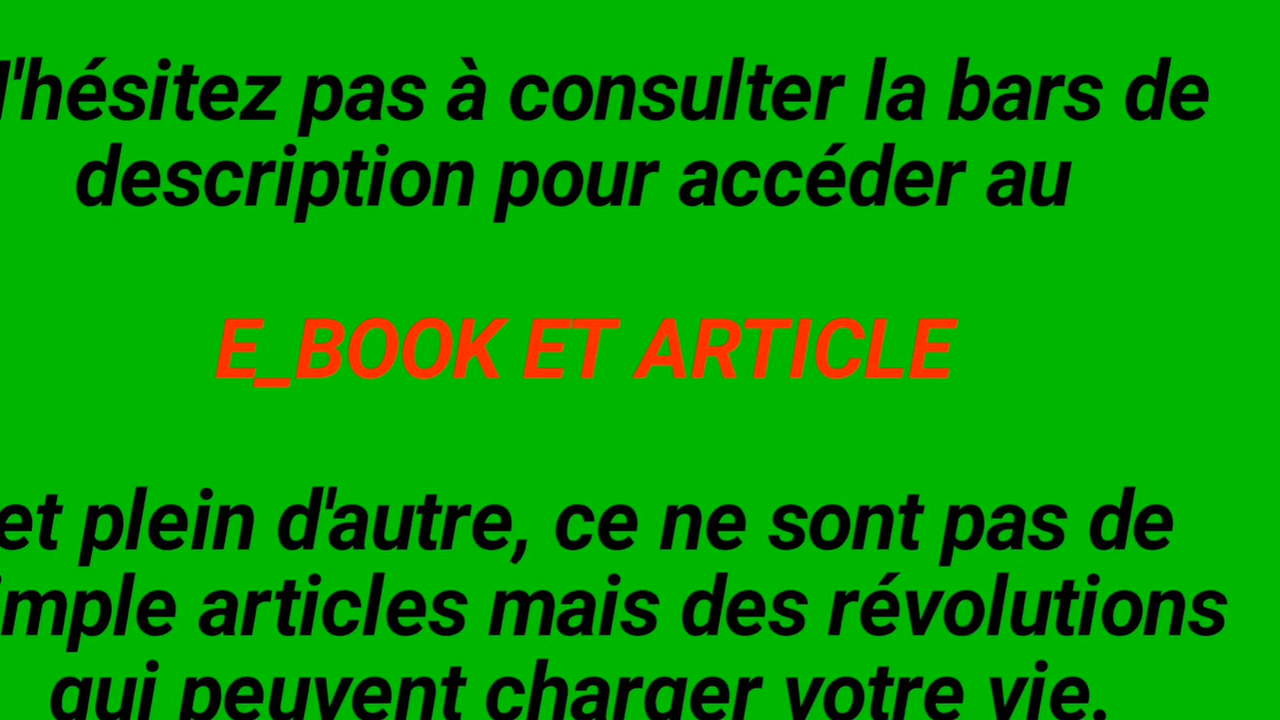 N'hésitez pas à consulter la bars de
description pour accéder au
E_BOOK ET ARTICLE
et plein d'autre, ce ne sont pas de
imple articles mais des révolutions
qui peuvent charger votre vie.